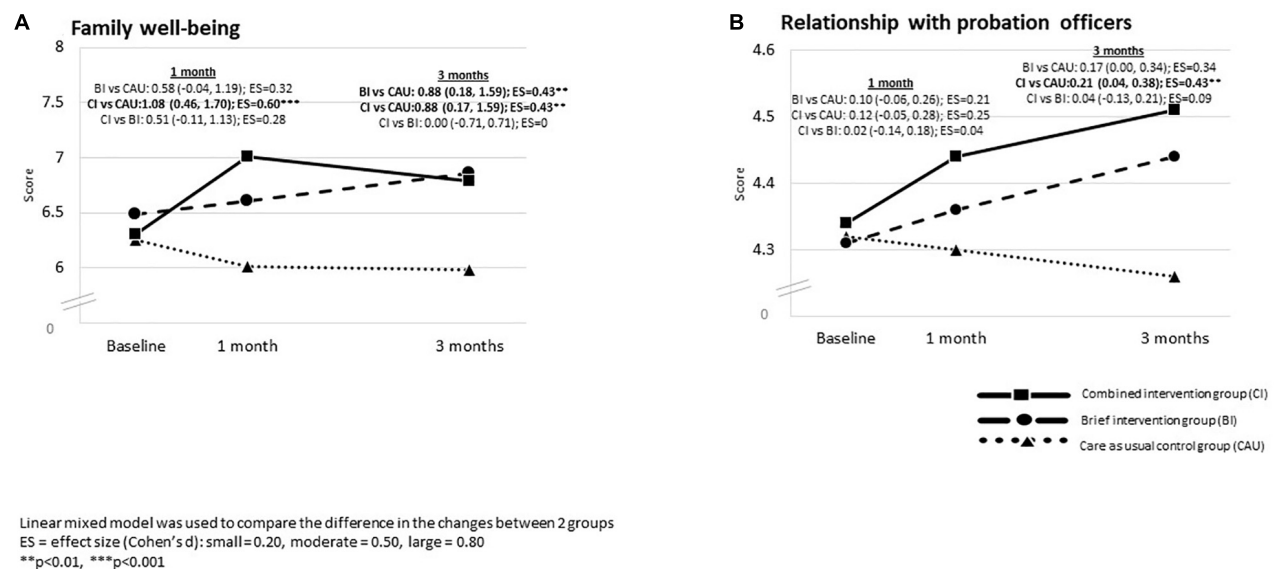 A
Family well-being
8
7.5
7
6.5
6
0
Score
1 month
BI vs CAU: 0.58 (-0.04, 1.19); ES=0.32
CI vs CAU:1.08 (0.46, 1.70); ES=0.60***
CI vs BI: 0.51 (-0.11, 1.13); ES=0.28
3 months
BI vs CAU: 0.88 (0.18, 1.59); ES=0.43**
CI vs CAU:0.88 (0.17, 1.59); ES=0.43**
CI vs BI: 0.00 (-0.71, 0.71); ES=0
Baseline 1 month 3 months
B
Relationship with probation officers
4.6
4.5
4.4
4.3
0
Score
1 month
BI vs CAU: 0.10 (-0.06, 0.26); ES=0.21
CI vs CAU: 0.12 (-0.05, 0.28); ES=0.25
CI vs BI: 0.02 (-0.14, 0.18); ES=0.04
3 months
BI vs CAU: 0.17 (0.00, 0.34); ES=0.34
CI vs CAU:0.21 (0.04, 0.38); ES=0.43**
CI vs BI: 0.04 (-0.13, 0.21); ES=0.09
Baseline 1 month 3 months
Combined intervention group (CI)
Brief intervention group (BI)
Care as usual control group (CAU)
Linear mixed model was used to compare the difference in the changes between 2 groups
ES = effect size (Cohen's d): small=0.20, moderate = 0.50, large = 0.80
**p<0.01, ***p<0.001